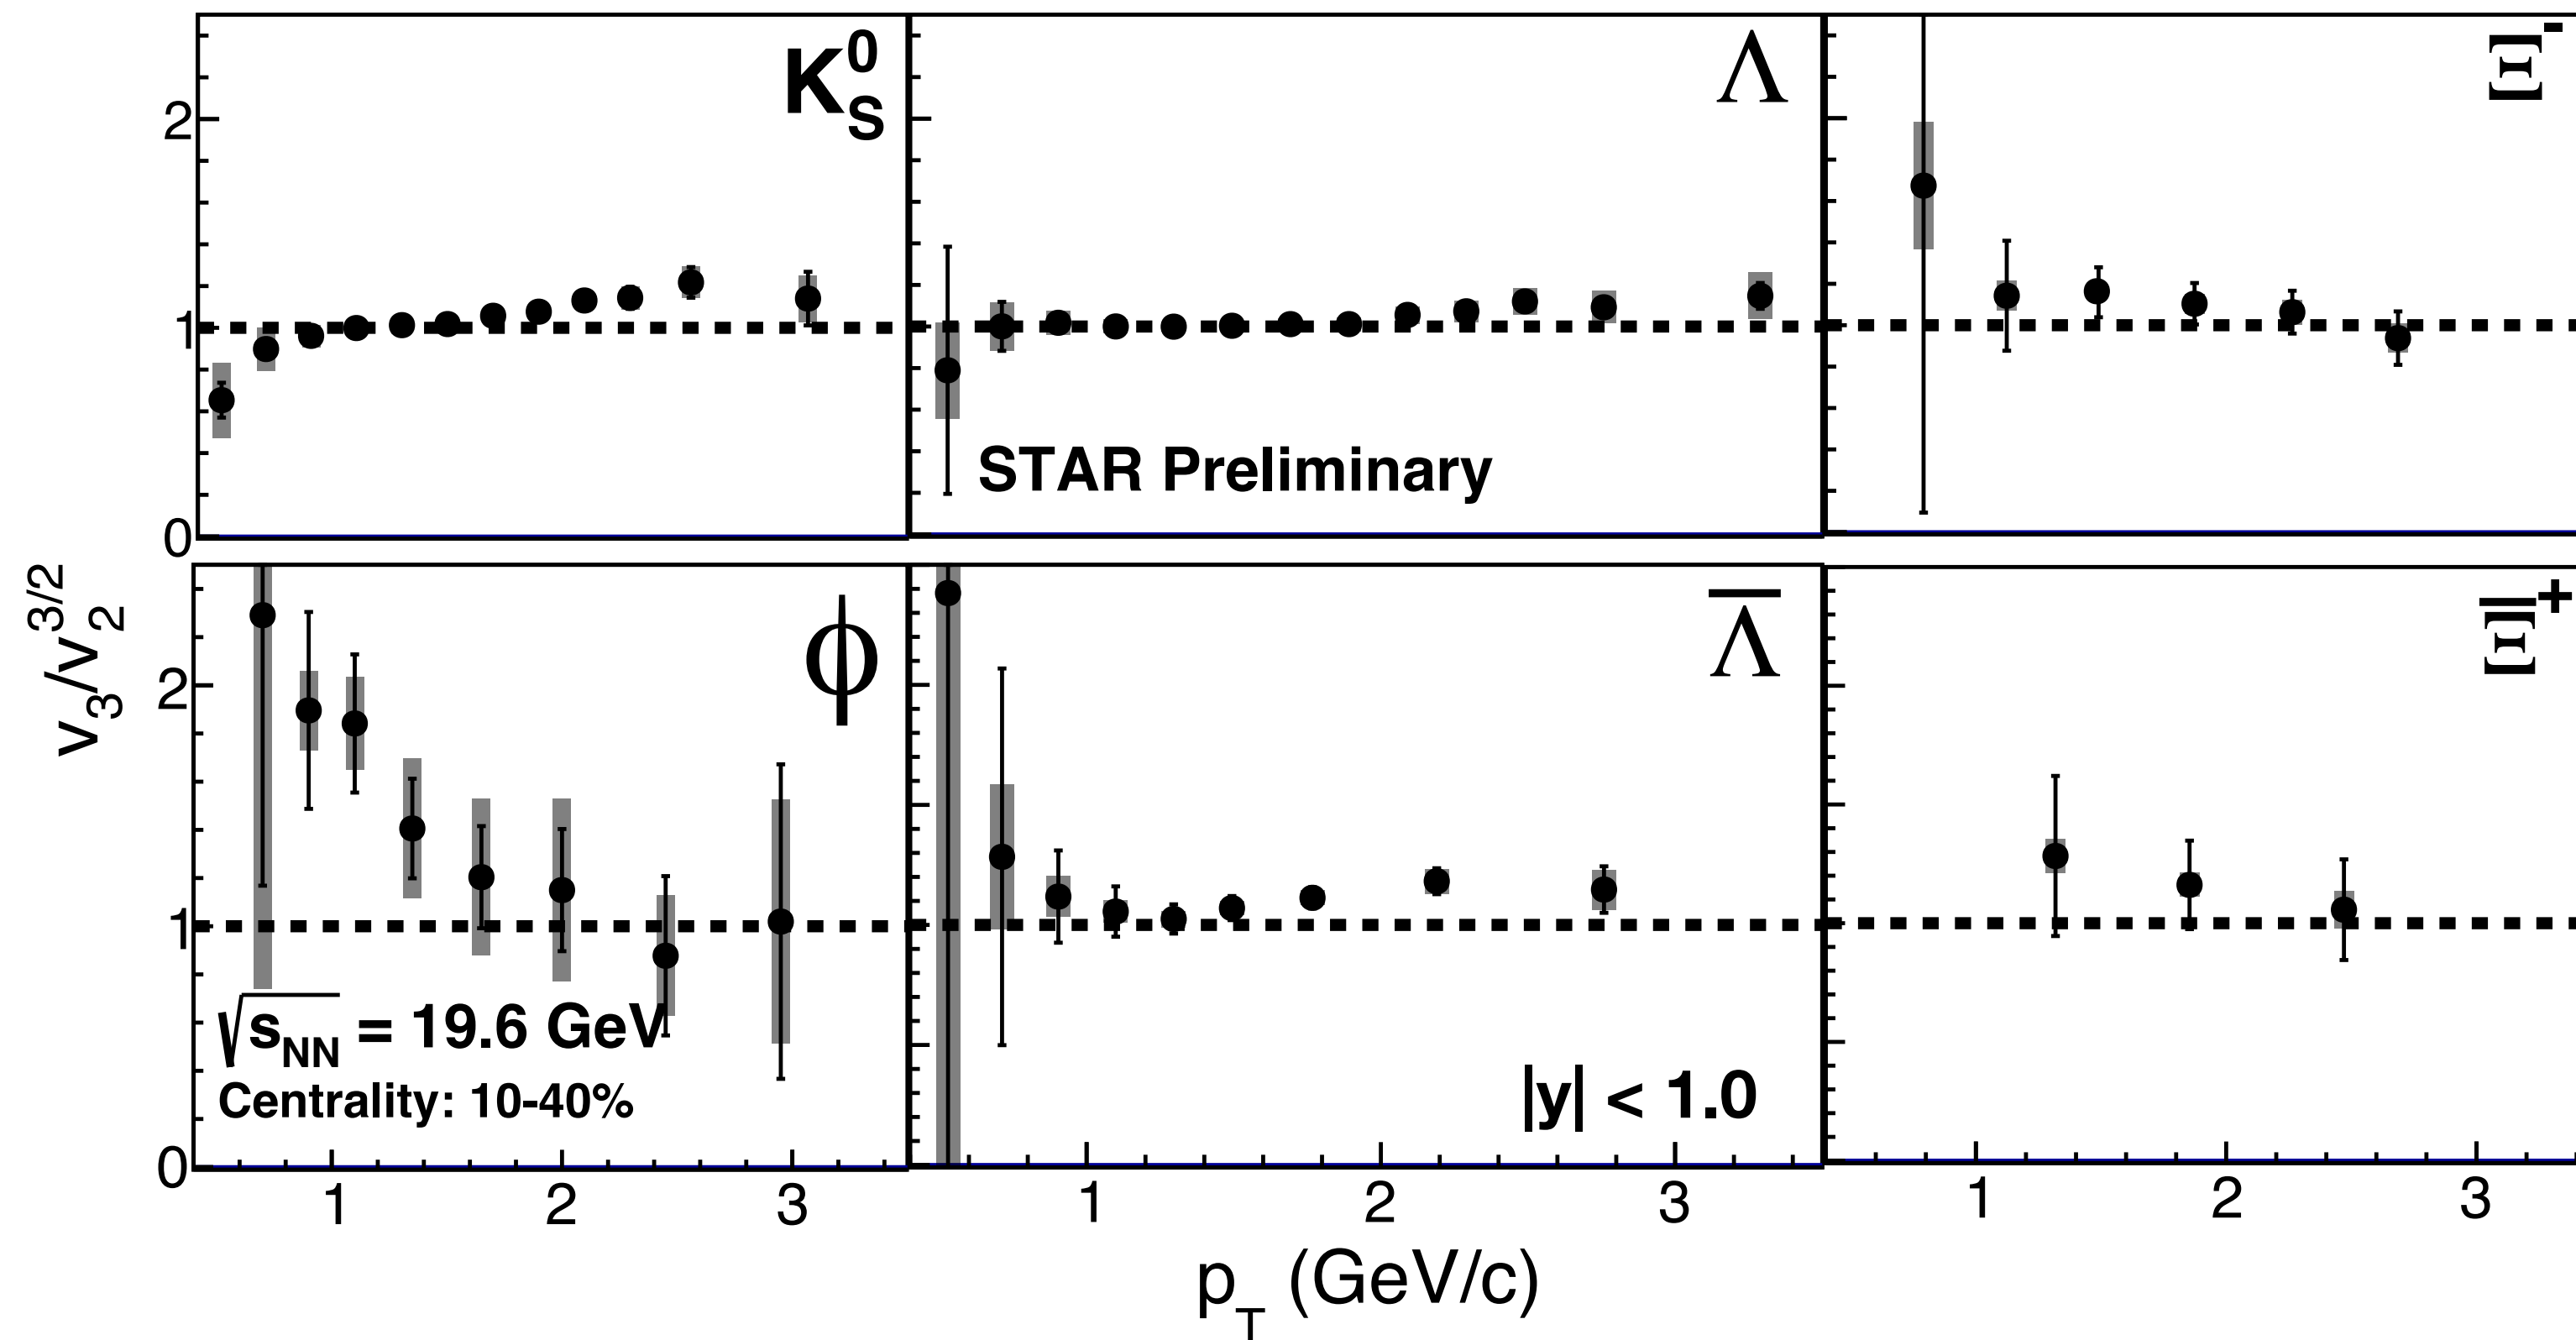 K⁰_S
Λ
Ξ⁻
2
1
0
STAR Preliminary
v₃/v₂^{3/2}
ϕ
Λ̅
Ξ̅⁺
2
1
0
√s_NN = 19.6 GeV
Centrality: 10-40%
|y| < 1.0
1 2 3 1 2 3 1 2 3
p_T (GeV/c)